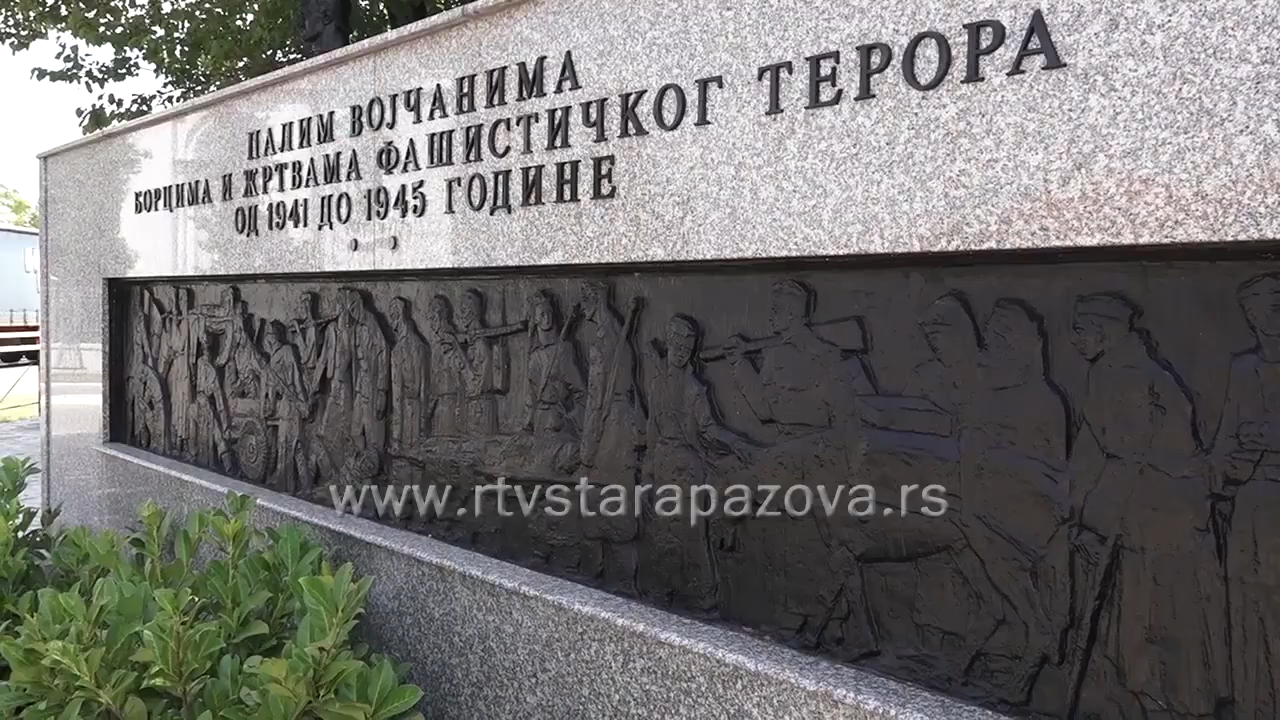 ПАЛИМ ВОЈЧАНИМА
БОРЦИМА И ЖРТВАМА ФАШИСТИЧКОГ ТЕРОРА
ОД 1941 ДО 1945 ГОДИНЕ
www.rtvstarapazova.rs